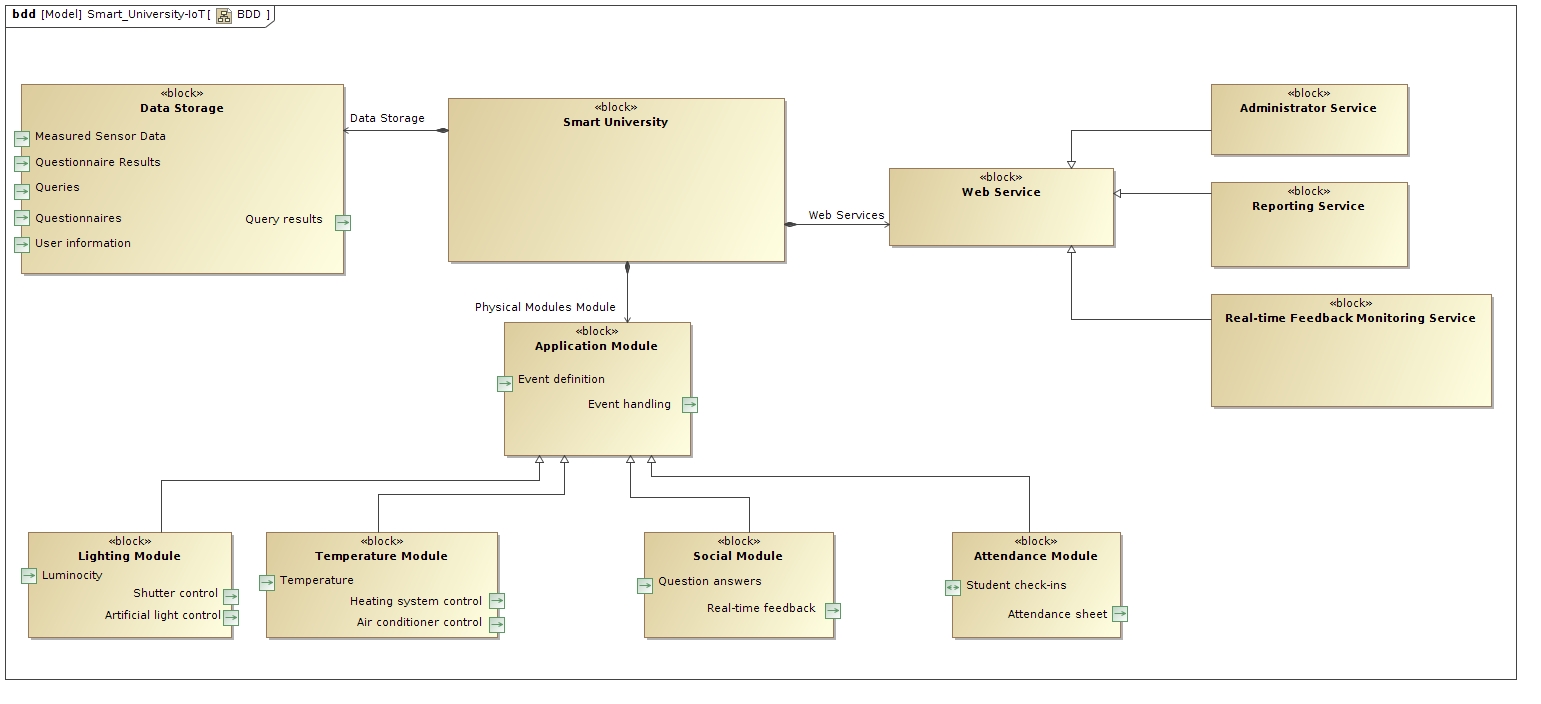 bdd [Model] Smart_University-IoT[ BDD ]
«block»
Data Storage
Measured Sensor Data
Questionnaire Results
Queries
Questionnaires
Query results
User information
Data Storage
«block»
Smart University
Web Services
Physical Modules Module
«block»
Web Service
«block»
Administrator Service
«block»
Reporting Service
«block»
Real-time Feedback Monitoring Service
«block»
Application Module
Event definition
Event handling
«block»
Lighting Module
Luminocity
Shutter control
Artificial light control
«block»
Temperature Module
Temperature
Heating system control
Air conditioner control
«block»
Social Module
Question answers
Real-time feedback
«block»
Attendance Module
Student check-ins
Attendance sheet